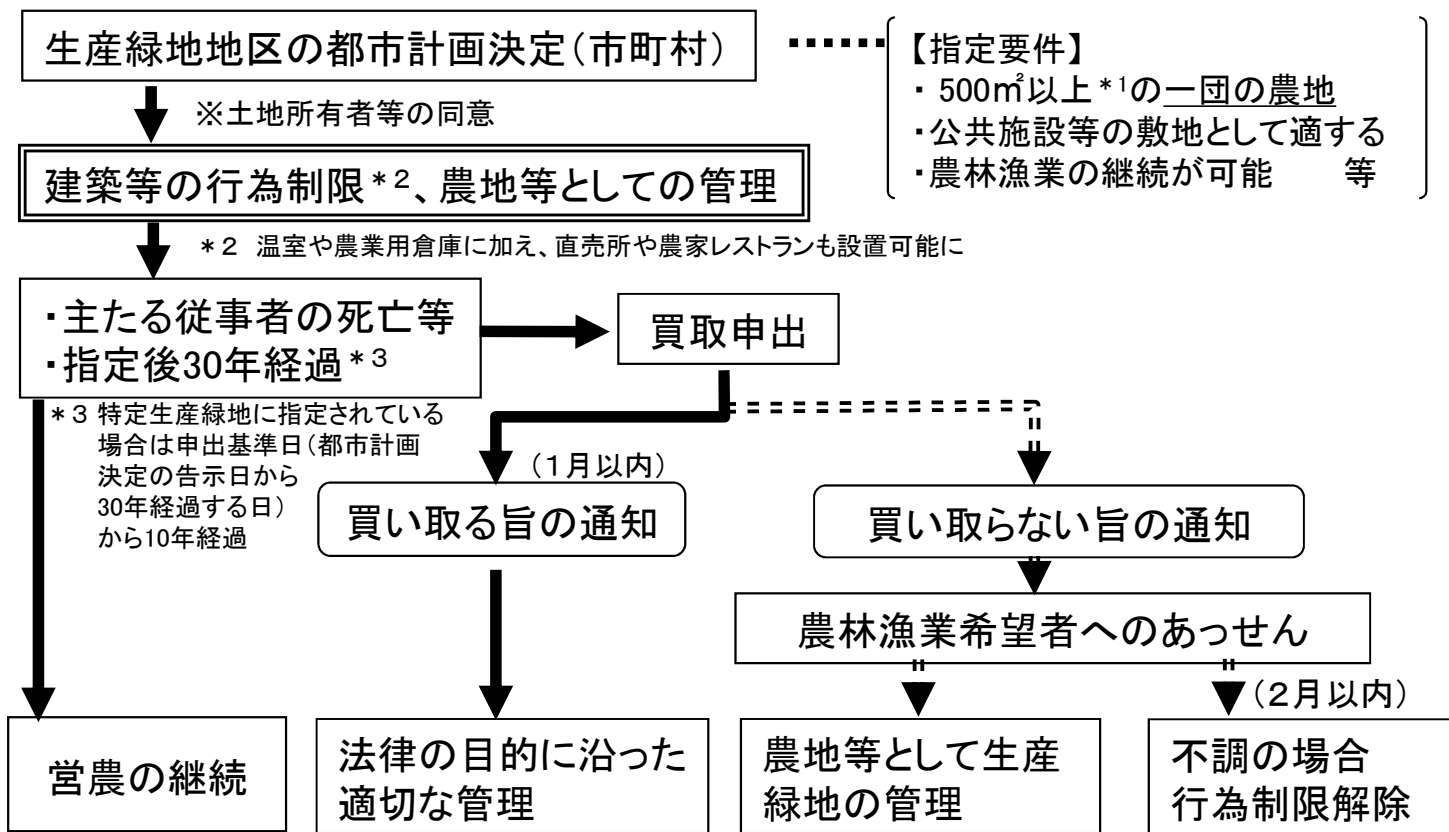 生産緑地地区の都市計画決定（市町村）
【指定要件】
・500㎡以上*1の一団の農地
・公共施設等の敷地として適する
・農林漁業の継続が可能　　等
※土地所有者等の同意
建築等の行為制限*2、農地等としての管理
*2　温室や農業用倉庫に加え、直売所や農家レストランも設置可能に
・主たる従事者の死亡等
・指定後30年経過*3
買取申出
*3 特定生産緑地に指定されている
場合は申出基準日（都市計画
決定の告示日から
30年経過する日）
から10年経過
（１月以内）
買い取る旨の通知
買い取らない旨の通知
農林漁業希望者へのあっせん
（２月以内）
営農の継続
法律の目的に沿った
適切な管理
農地等として生産
緑地の管理
不調の場合
行為制限解除